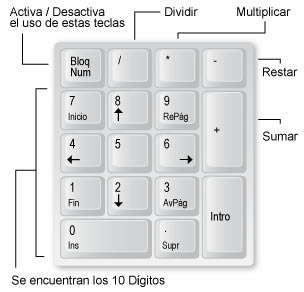 Activa / Desactiva
el uso de estas teclas
Dividir
Multiplicar
Bloq
Num
/
*
-
Restar
7
Inicio
8
9
RePág
+
Sumar
4
5
6
1
Fin
2
3
AvPág
Intro
0
Ins
.
Supr
Se encuentran los 10 Dígitos